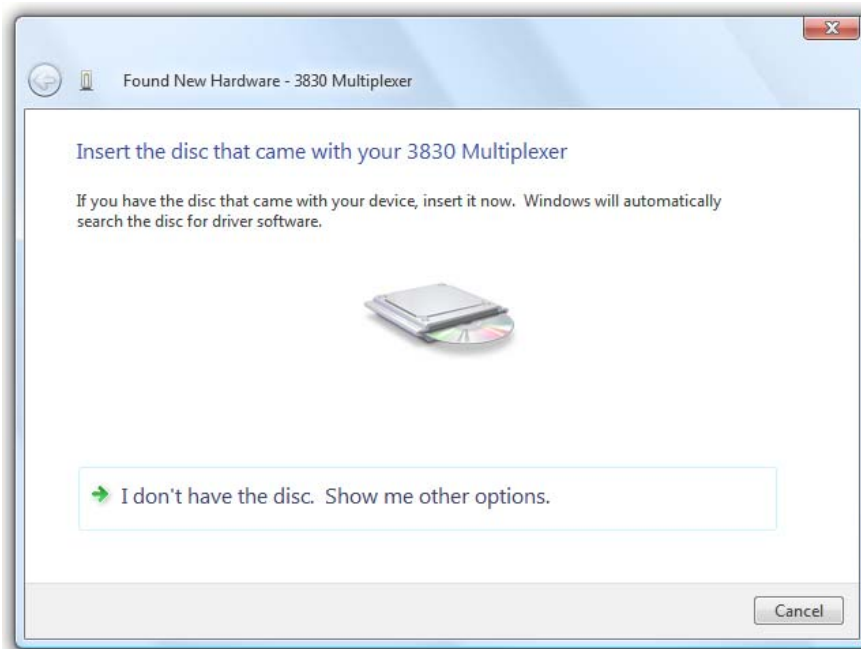 Found New Hardware - 3830 Multiplexer
Insert the disc that came with your 3830 Multiplexer
If you have the disc that came with your device, insert it now.  Windows will automatically
search the disc for driver software.
I don't have the disc.  Show me other options.
Cancel